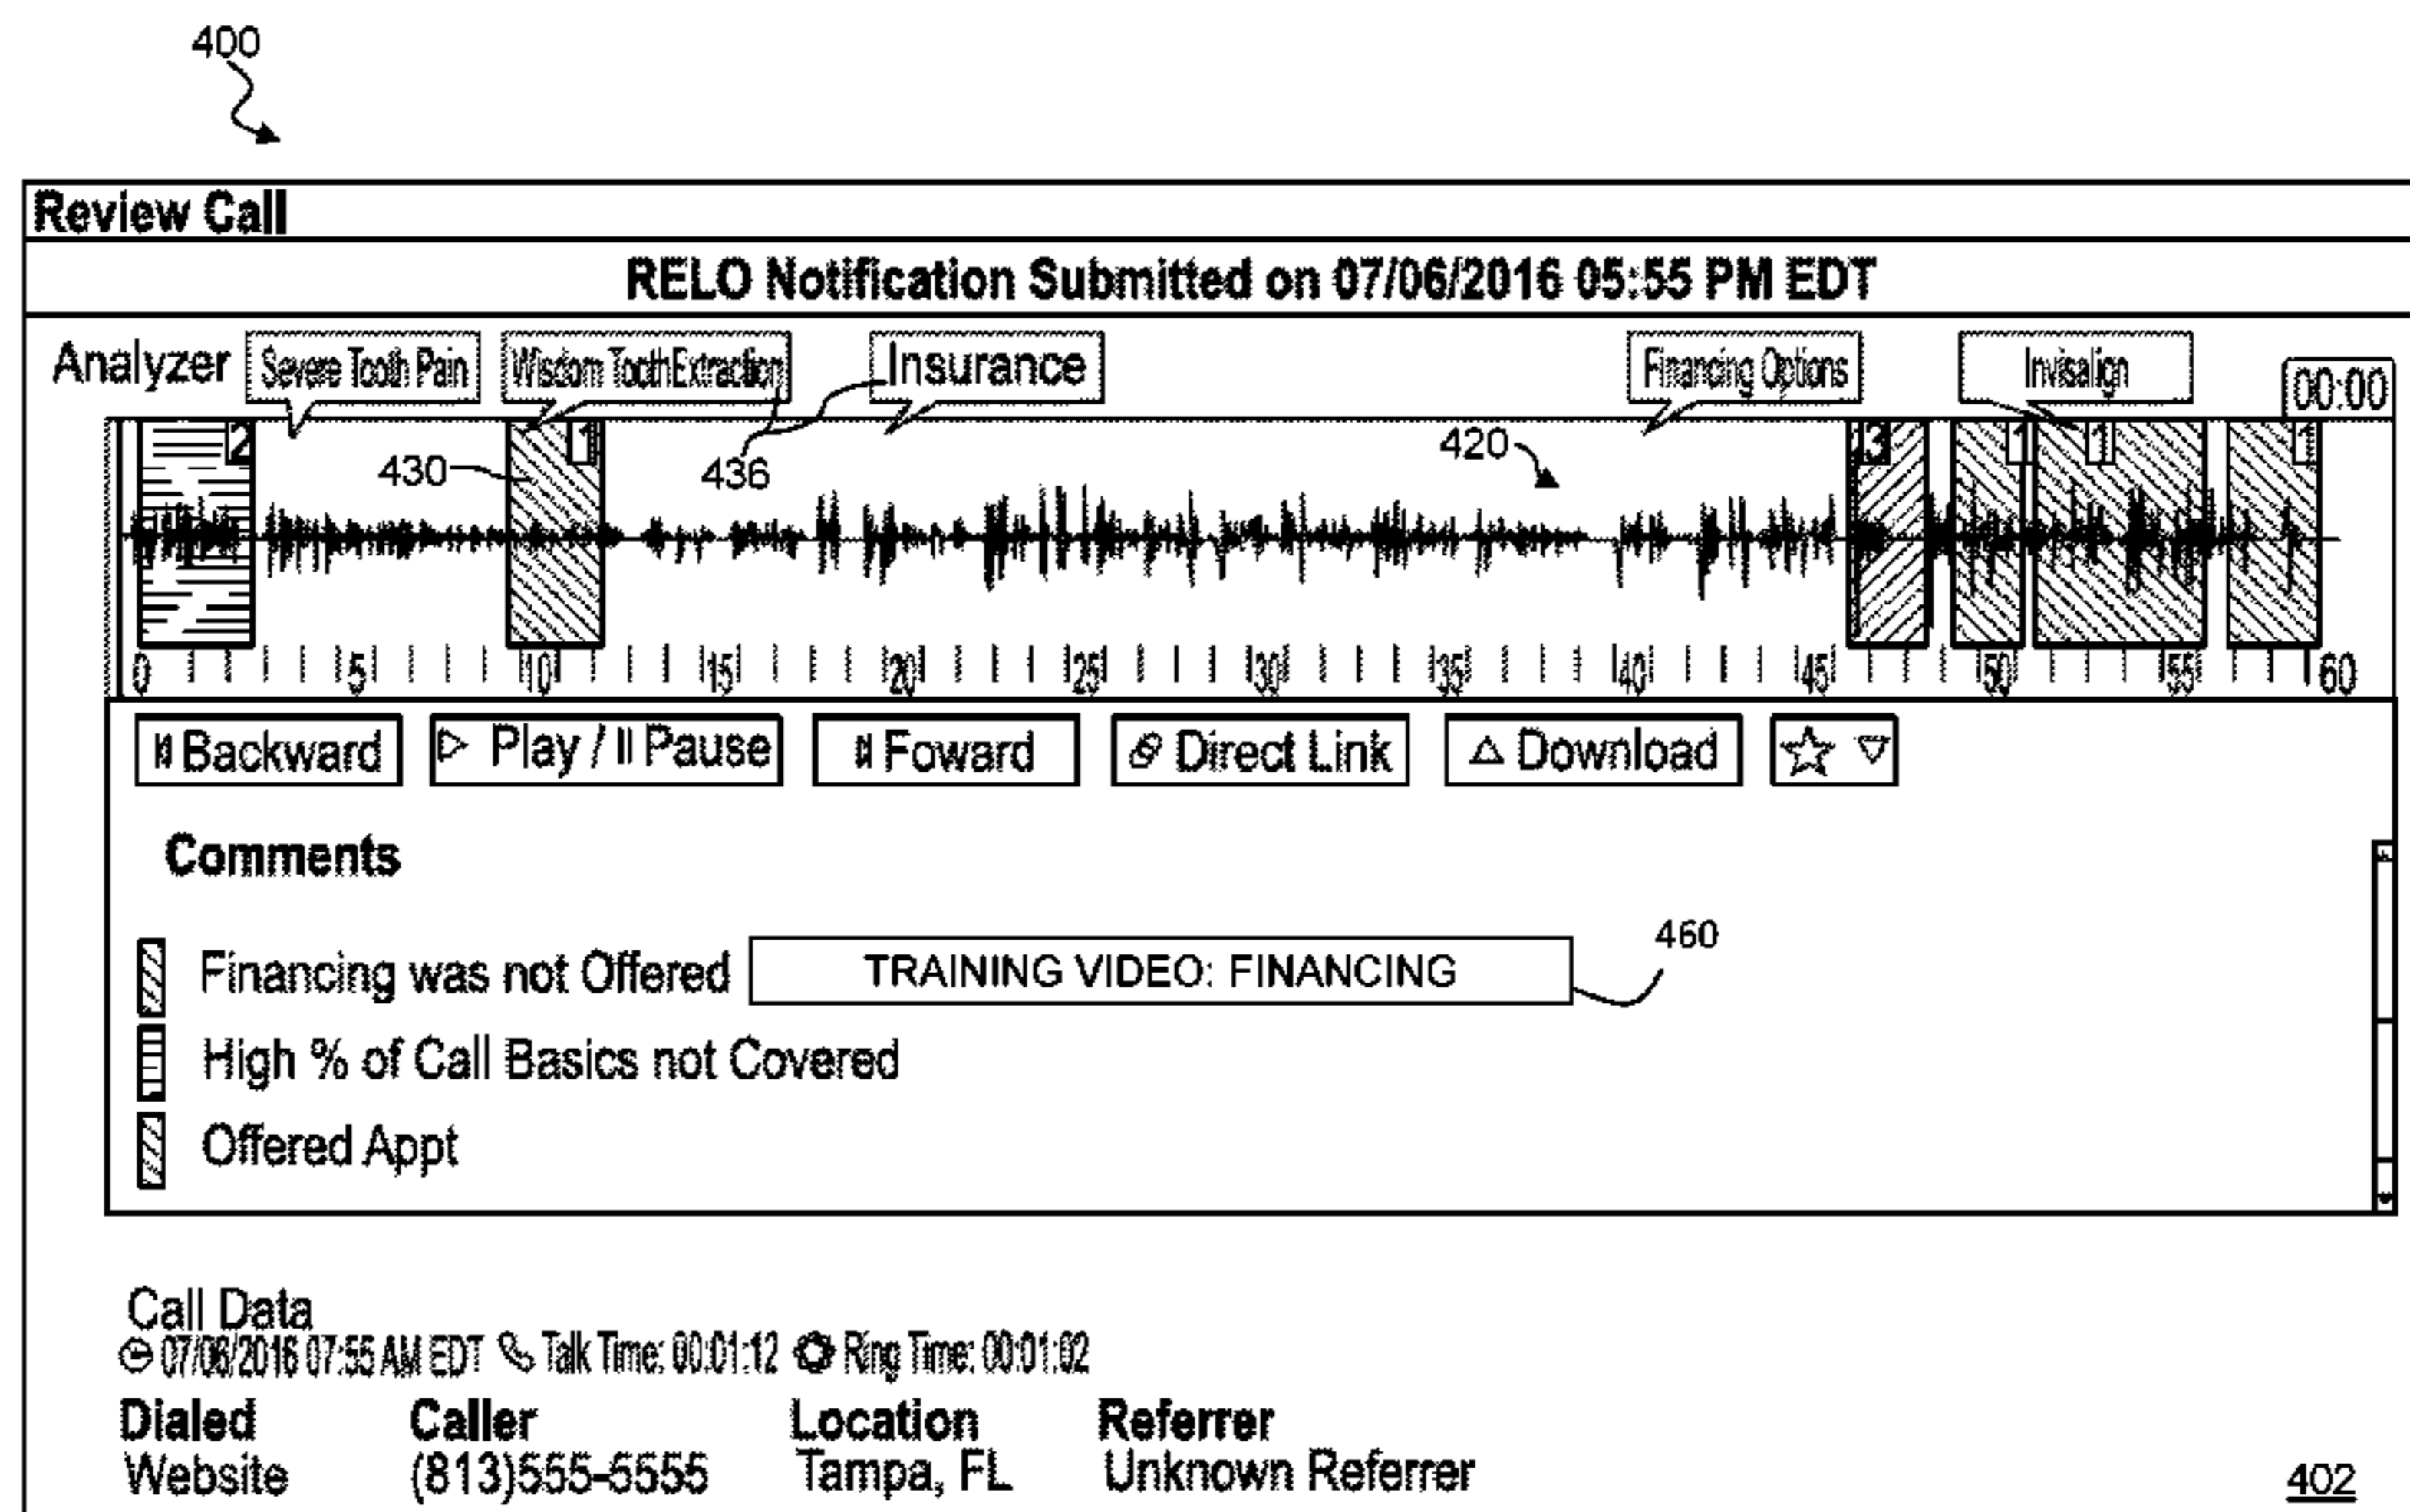 400
Review Call
RELO Notification Submitted on 07/06/2016 05:55 PM EDT
Analyzer Severe Tooth Pain Wisdom ToothExtraction Insurance Financing Options Invisalign 00:00
2 430 1 436 420 3 1 1 1
0 5 10 15 20 25 30 35 40 45 50 55 60
Backward Play / II Pause Foward Direct Link Download
Comments
Financing was not Offered TRAINING VIDEO: FINANCING 460
High % of Call Basics not Covered
Offered Appt
Call Data
07/06/2016 07:55 AM EDT Talk Time: 00:01:12 Ring Time: 00:01:02
Dialed Caller Location Referrer
Website (813)555-5555 Tampa, FL Unknown Referrer
402